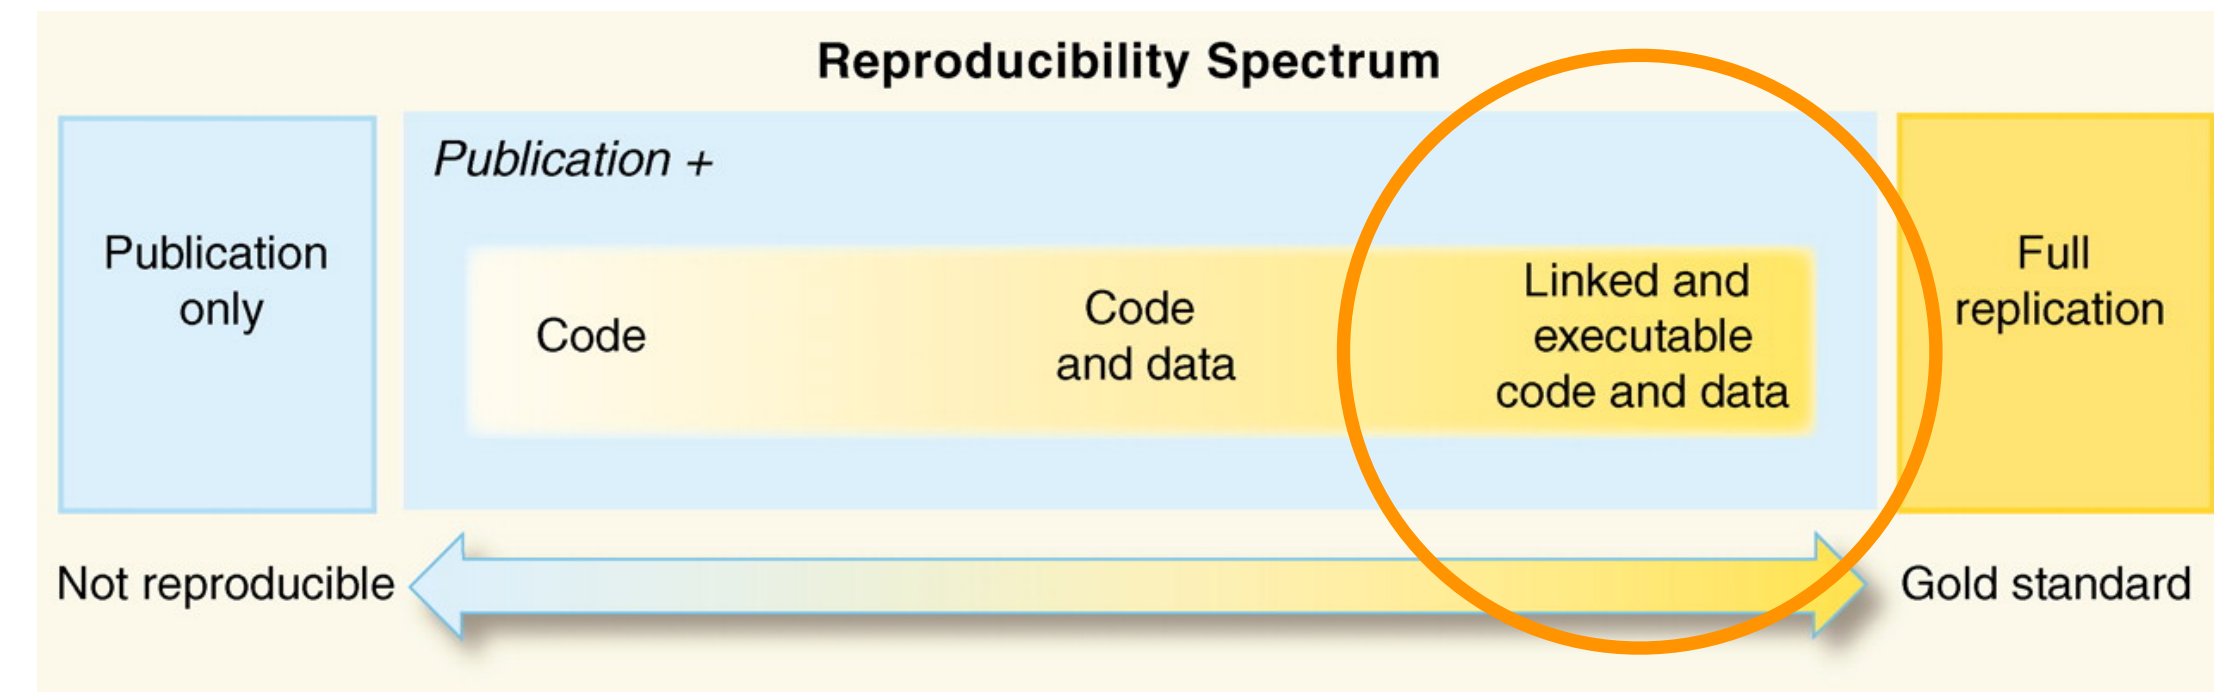 Reproducibility Spectrum
Publication
only
Publication +
Code
Code
and data
Linked and
executable
code and data
Full
replication
Not reproducible
Gold standard